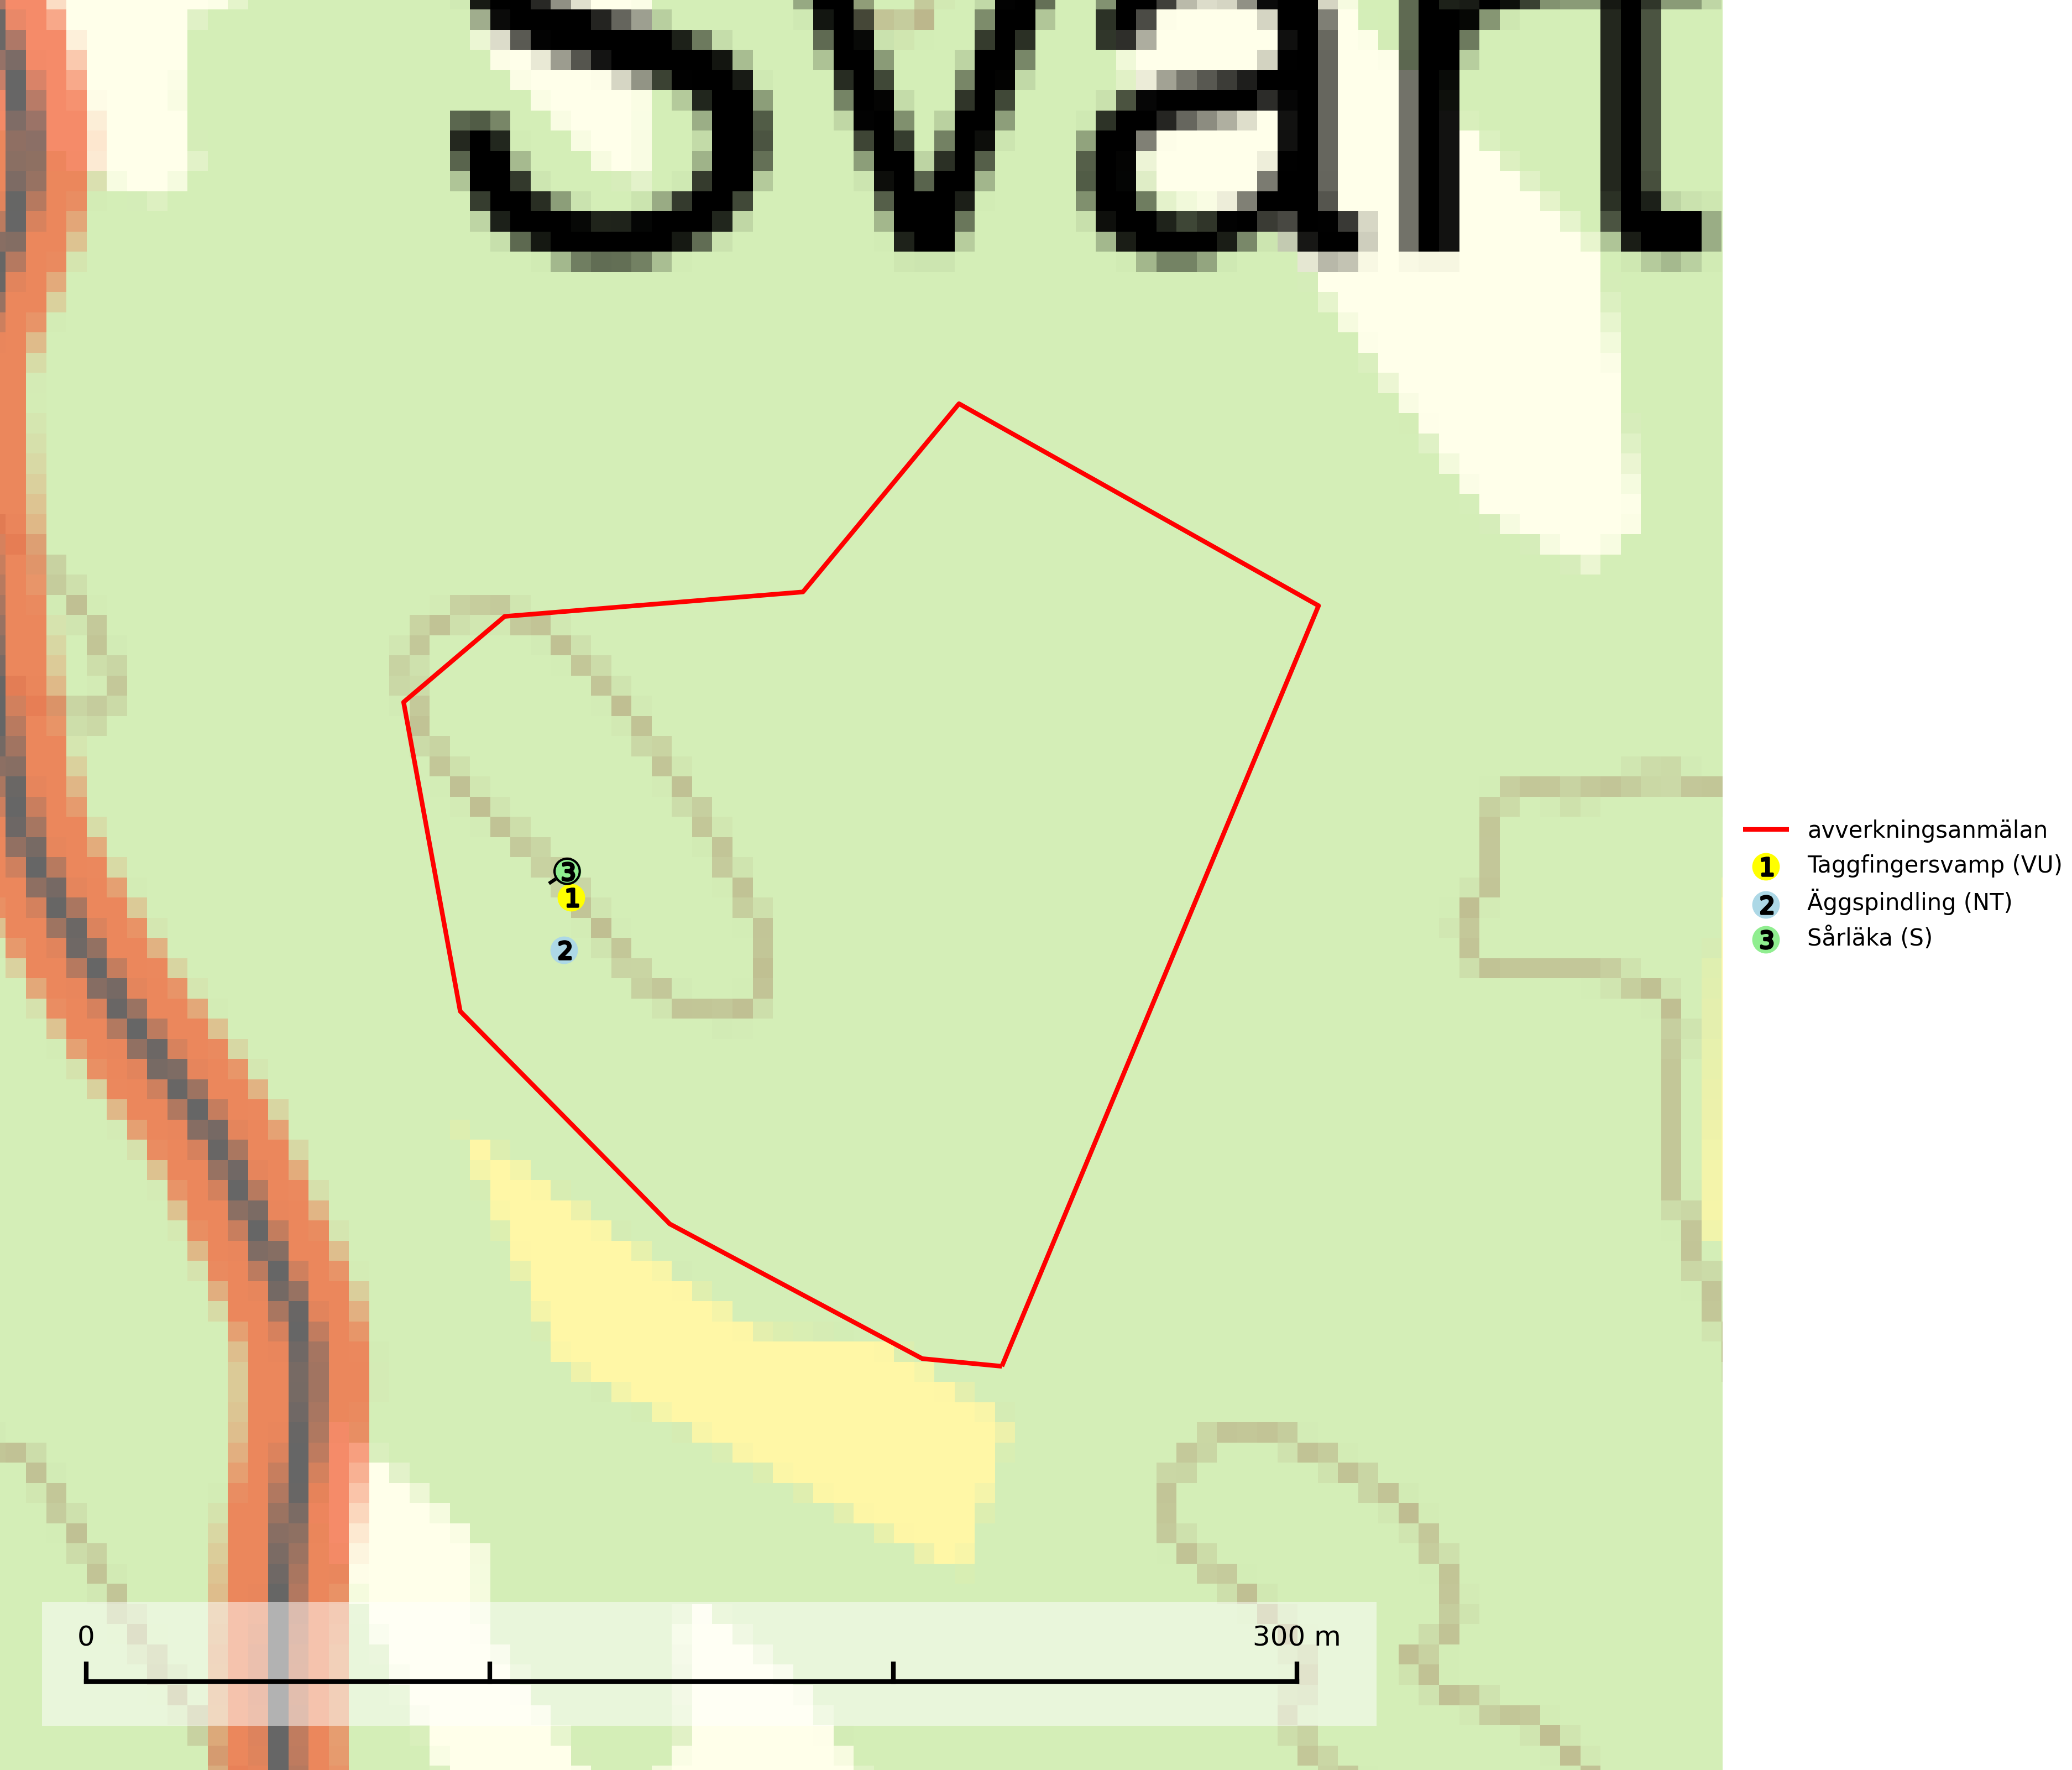 svart
3
1
2
avverkningsanmälan
1 Taggfingersvamp (VU)
2 Äggspindling (NT)
3 Sårläka (S)
0 300 m